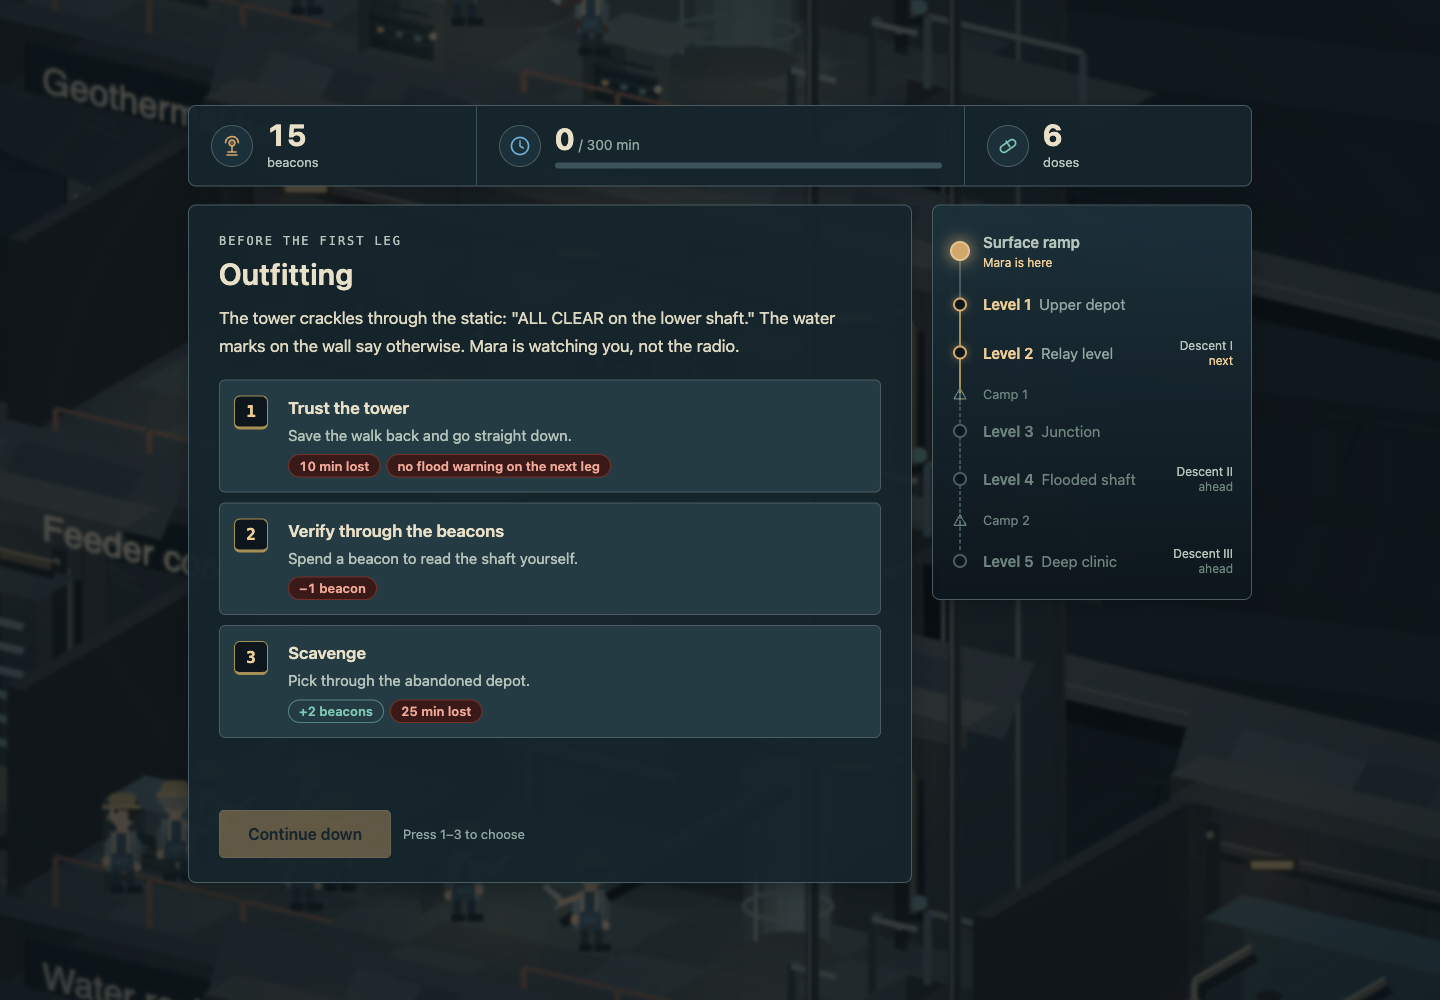 Geotherm
15
beacons
0 / 300 min
6
doses
BEFORE THE FIRST LEG
Outfitting
The tower crackles through the static: "ALL CLEAR on the lower shaft." The water
marks on the wall say otherwise. Mara is watching you, not the radio.
1
Trust the tower
Save the walk back and go straight down.
10 min lost
no flood warning on the next leg
2
Verify through the beacons
Spend a beacon to read the shaft yourself.
−1 beacon
3
Scavenge
Pick through the abandoned depot.
+2 beacons
25 min lost
Continue down
Press 1–3 to choose
Surface ramp
Mara is here
Level 1 Upper depot
Level 2 Relay level
Descent I
next
Camp 1
Level 3 Junction
Level 4 Flooded shaft
Descent II
ahead
Camp 2
Level 5 Deep clinic
Descent III
ahead
Feeder co
Water r